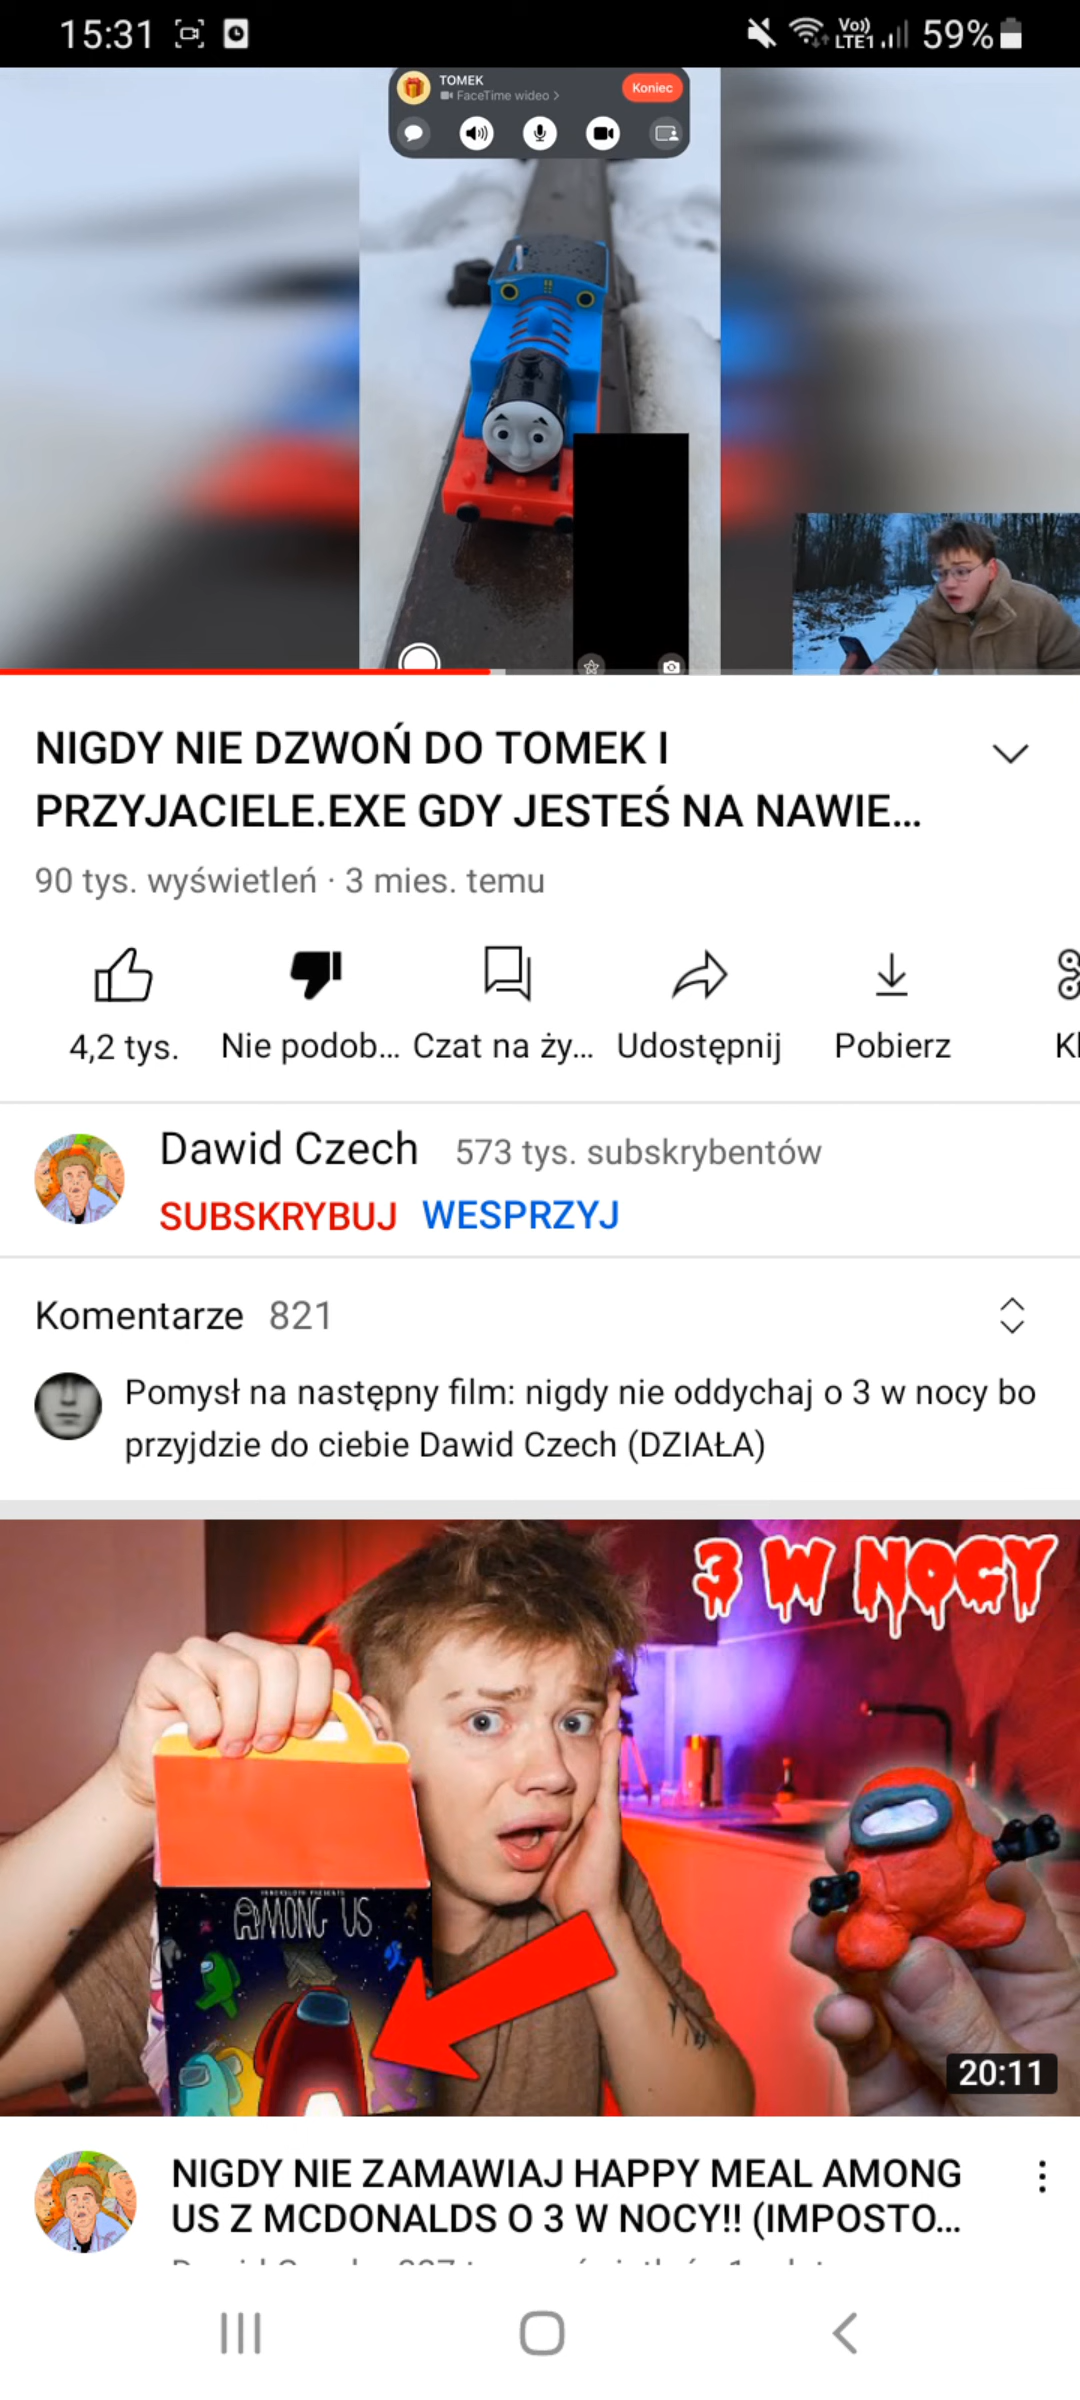 15:31
Vo))
LTE1
59%
TOMEK
FaceTime wideo >
Koniec
NIGDY NIE DZWOŃ DO TOMEK I
PRZYJACIELE.EXE GDY JESTEŚ NA NAWIE...
90 tys. wyświetleń · 3 mies. temu
4,2 tys.
Nie podob...
Czat na ży...
Udostępnij
Pobierz
Kl
Dawid Czech 573 tys. subskrybentów
SUBSKRYBUJ WESPRZYJ
Komentarze 821
Pomysł na następny film: nigdy nie oddychaj o 3 w nocy bo
przyjdzie do ciebie Dawid Czech (DZIAŁA)
3 W NOCY
AMONG US
20:11
NIGDY NIE ZAMAWIAJ HAPPY MEAL AMONG
US Z MCDONALDS O 3 W NOCY!! (IMPOSTO...